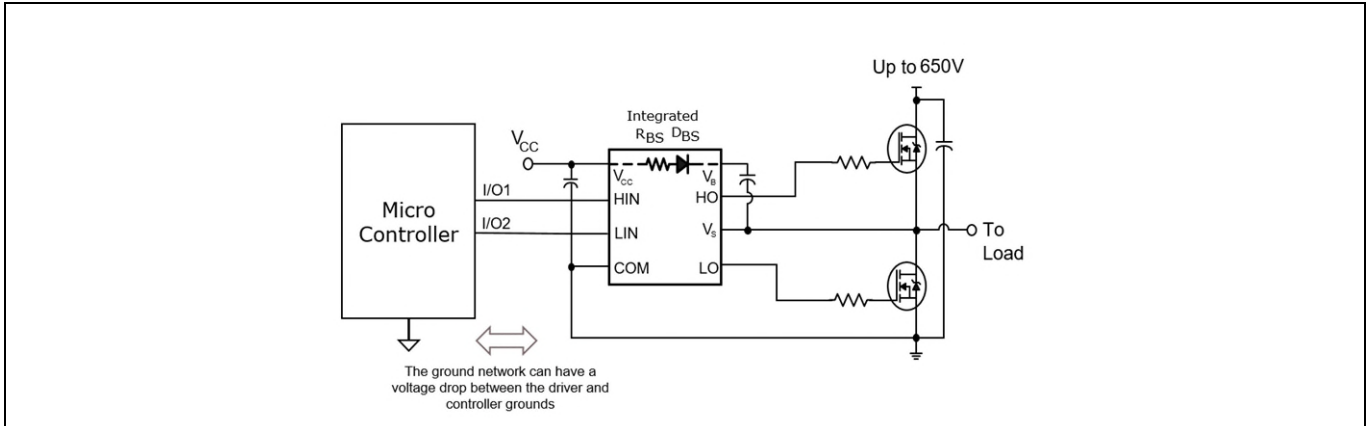 Up to 650V
Integrated
RBS DBS
VCC
VCC
VB
I/O1
HIN
HO
Micro
Controller
I/O2
LIN
VS
To
Load
COM
LO
The ground network can have a
voltage drop between the driver and
controller grounds